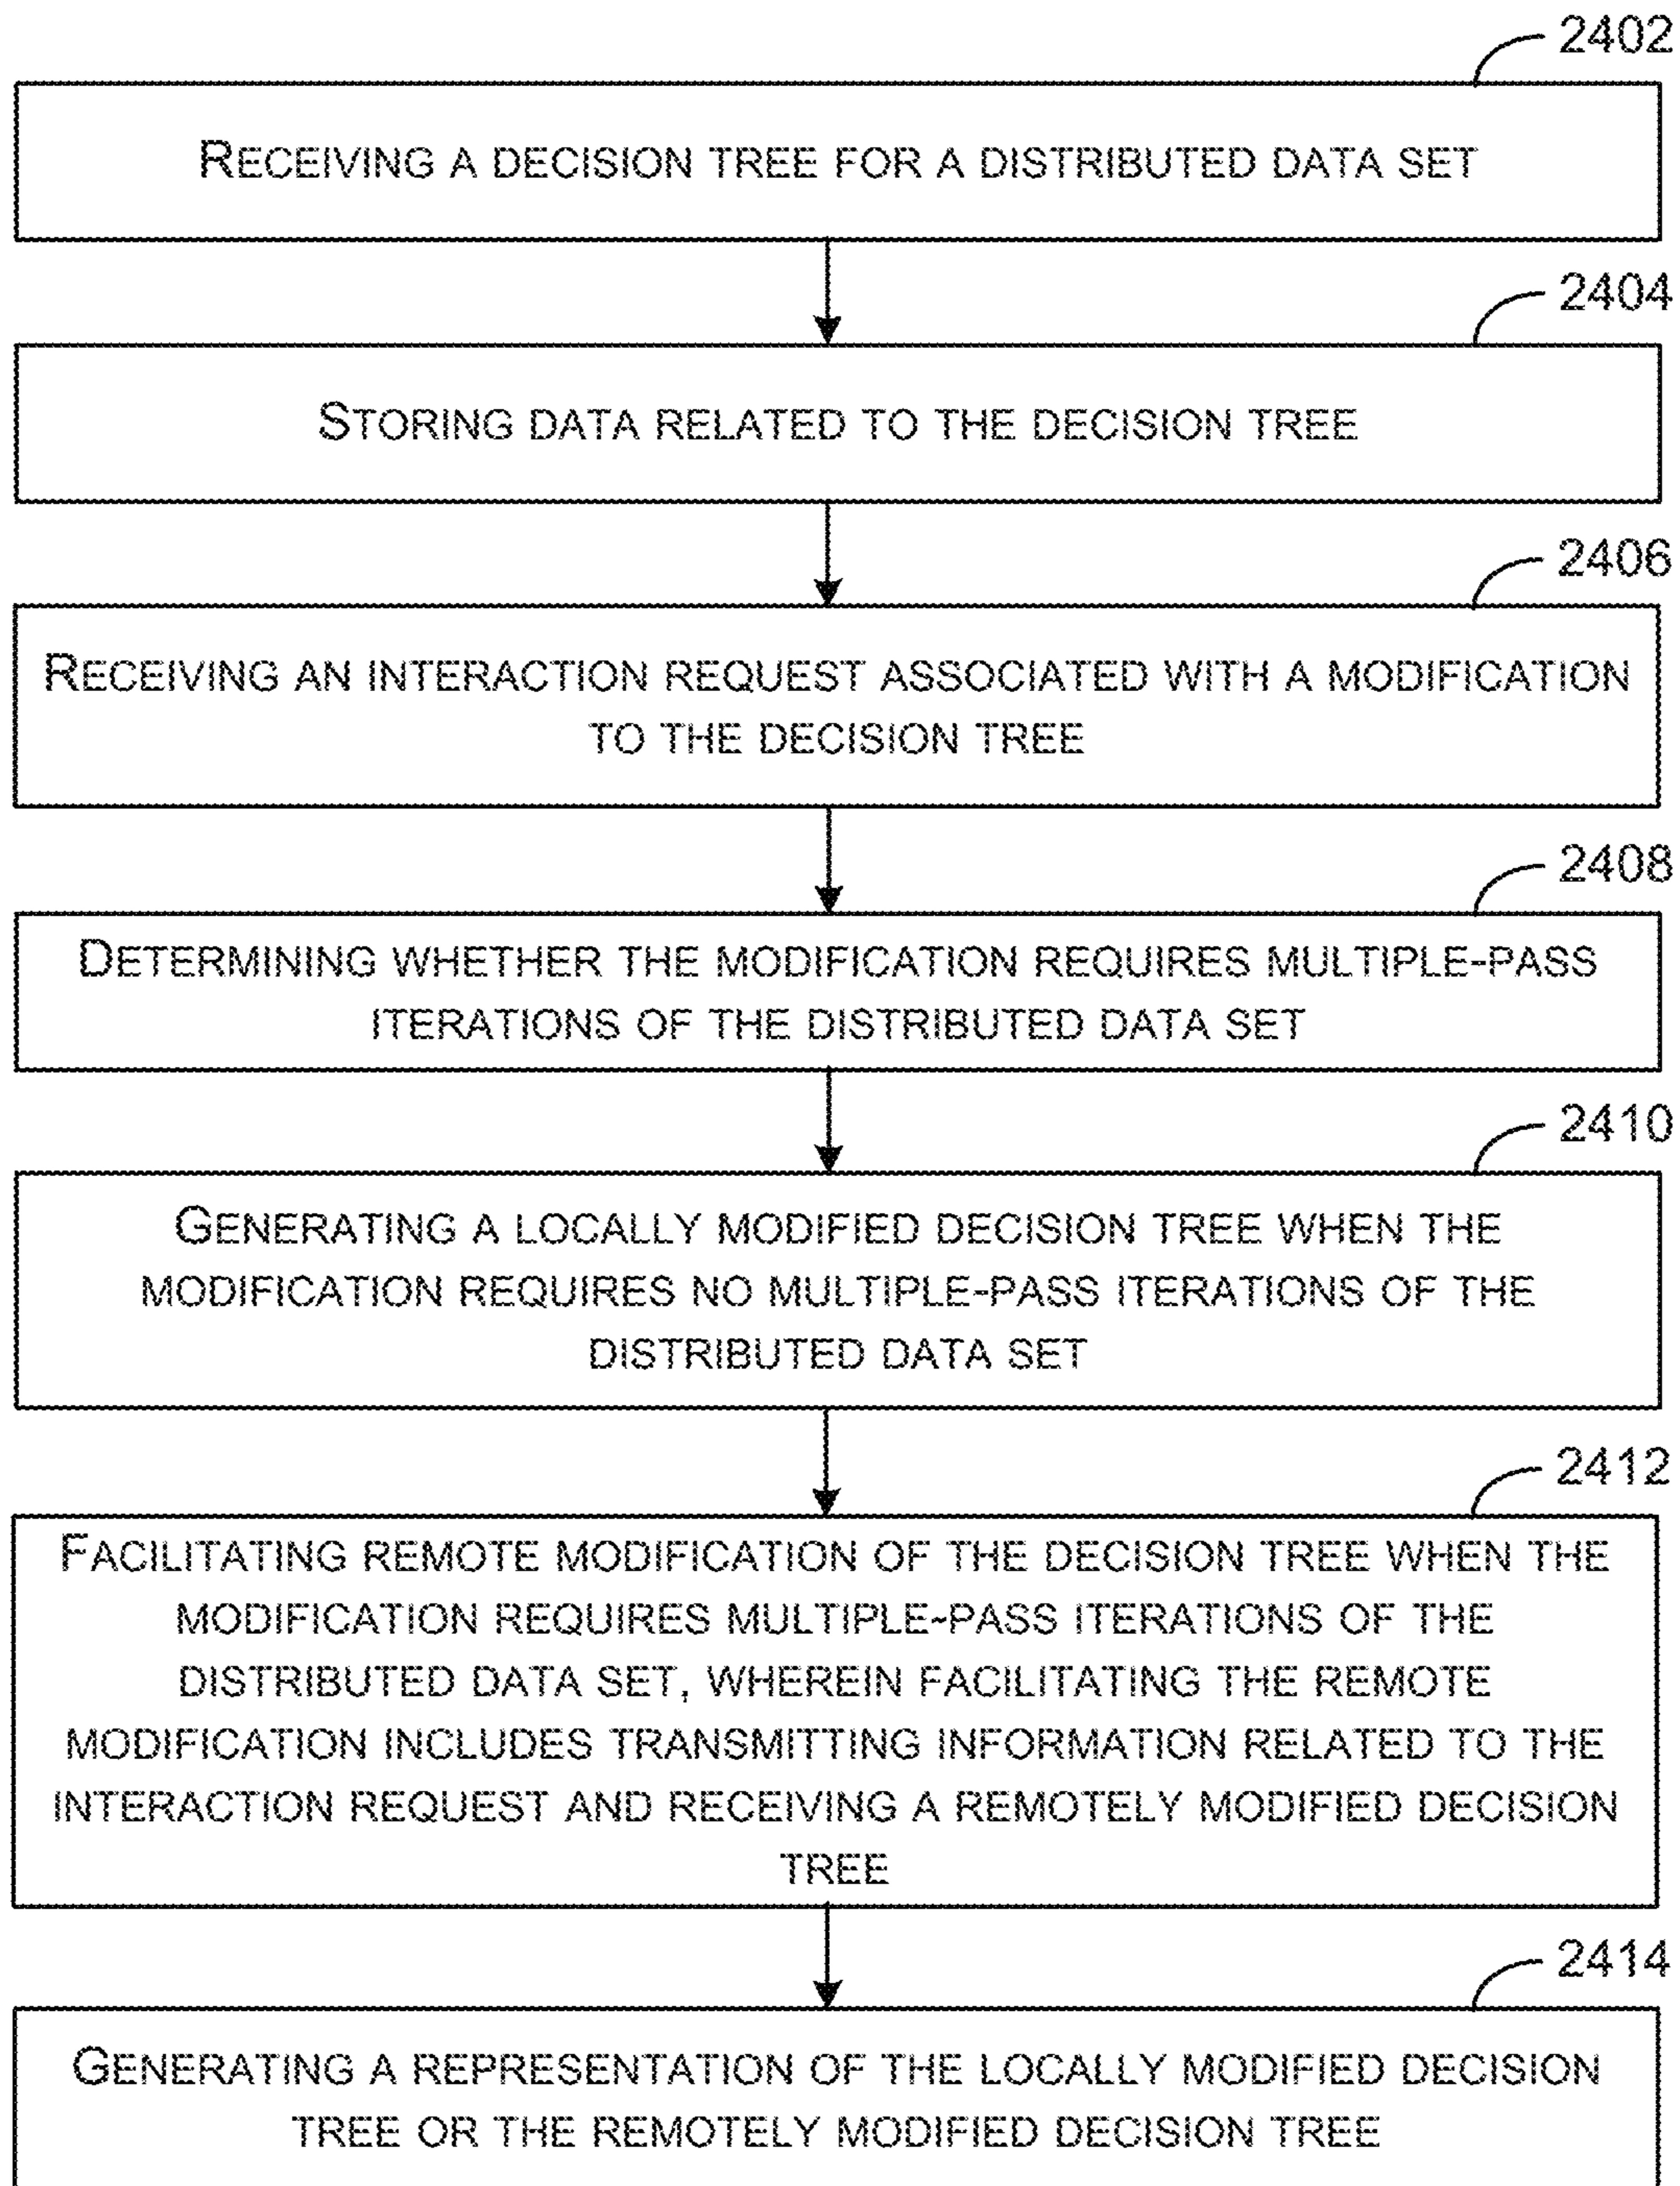 2402
RECEIVING A DECISION TREE FOR A DISTRIBUTED DATA SET
2404
STORING DATA RELATED TO THE DECISION TREE
2406
RECEIVING AN INTERACTION REQUEST ASSOCIATED WITH A MODIFICATION
TO THE DECISION TREE
2408
DETERMINING WHETHER THE MODIFICATION REQUIRES MULTIPLE-PASS
ITERATIONS OF THE DISTRIBUTED DATA SET
2410
GENERATING A LOCALLY MODIFIED DECISION TREE WHEN THE
MODIFICATION REQUIRES NO MULTIPLE-PASS ITERATIONS OF THE
DISTRIBUTED DATA SET
2412
FACILITATING REMOTE MODIFICATION OF THE DECISION TREE WHEN THE
MODIFICATION REQUIRES MULTIPLE-PASS ITERATIONS OF THE
DISTRIBUTED DATA SET, WHEREIN FACILITATING THE REMOTE
MODIFICATION INCLUDES TRANSMITTING INFORMATION RELATED TO THE
INTERACTION REQUEST AND RECEIVING A REMOTELY MODIFIED DECISION
TREE
2414
GENERATING A REPRESENTATION OF THE LOCALLY MODIFIED DECISION
TREE OR THE REMOTELY MODIFIED DECISION TREE